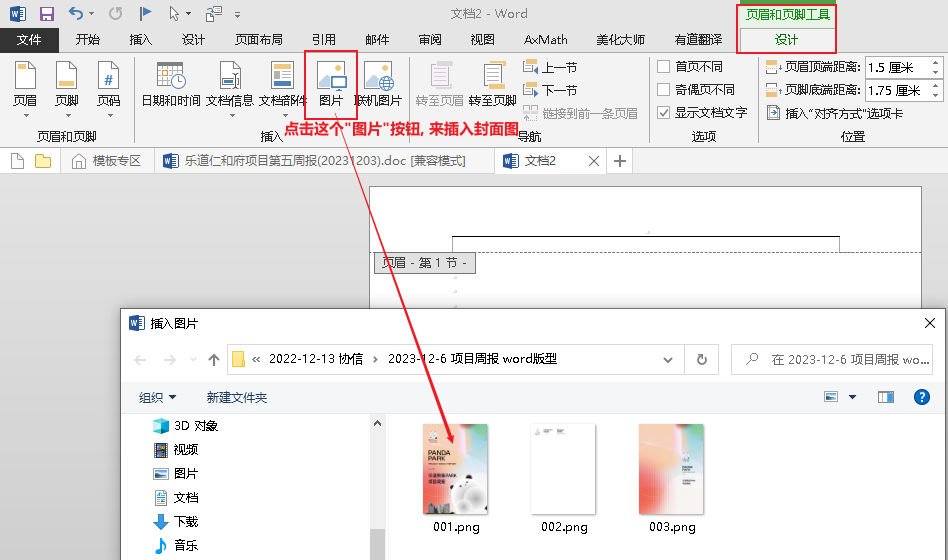 文档2 - Word
页眉和页脚工具
文件 开始 插入 设计 页面布局 引用 邮件 审阅 视图 AxMath 美化大师 有道翻译 设计
页眉 页脚 页码 日期和时间 文档信息 文档部件 图片 联机图片 转至页眉 转至页脚
上一节
下一节
链接到前一条页眉
首页不同
奇偶页不同
显示文档文字
页眉顶端距离: 1.5 厘米
页脚底端距离: 1.75 厘米
插入“对齐方式”选项卡
点击这个"图片"按钮, 来插入封面图
页眉和页脚 插入 导航 选项 位置
模板专区 乐道仁和府项目第五周报(20231203).doc [兼容模式] 文档2
页眉 - 第 1 节 -
插入图片
« 2022-12-13 协信 › 2023-12-6 项目周报 word版型
在 2023-12-6 项目周报 wo...
组织 新建文件夹
3D 对象
视频
图片
文档
下载
音乐
PANDA
PARK
项目周报
001.png 002.png 003.png